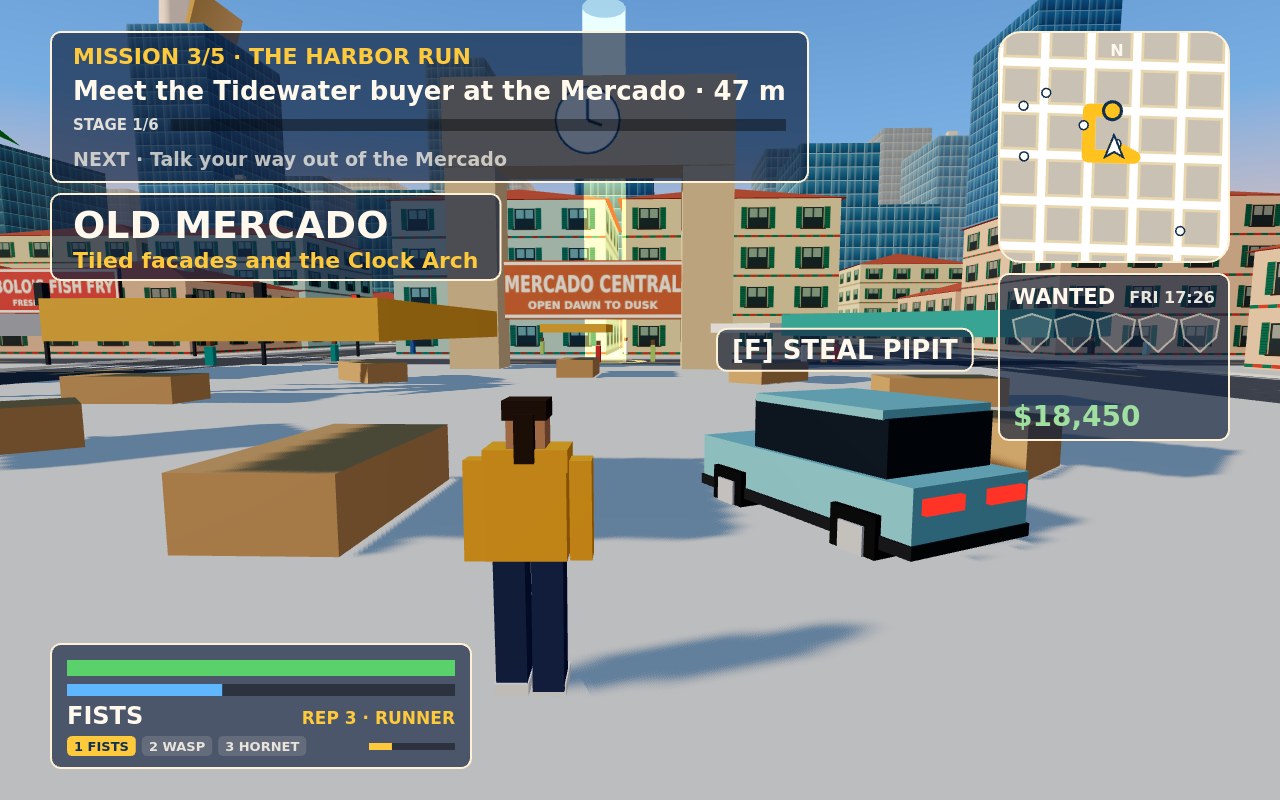 MISSION 3/5 · THE HARBOR RUN
Meet the Tidewater buyer at the Mercado · 47 m
STAGE 1/6
NEXT · Talk your way out of the Mercado
OLD MERCADO
Tiled facades and the Clock Arch
N
WANTED FRI 17:26
$18,450
BOLO'S FISH FRY
MERCADO CENTRAL
OPEN DAWN TO DUSK
[F] STEAL PIPIT
FISTS
REP 3 · RUNNER
1 FISTS 2 WASP 3 HORNET